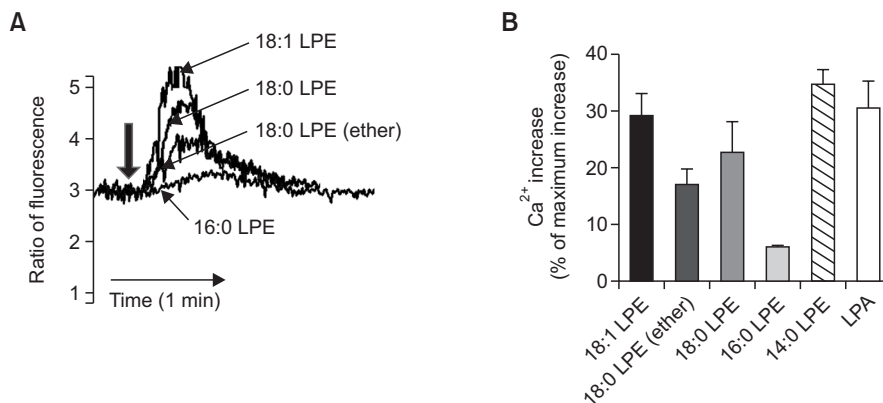 A
18:1 LPE
18:0 LPE
18:0 LPE (ether)
16:0 LPE
Ratio of fluorescence
5
4
3
2
1
Time (1 min)
B
Ca2+ increase
(% of maximum increase)
40
30
20
10
0
18:1 LPE
18:0 LPE (ether)
18:0 LPE
16:0 LPE
14:0 LPE
LPA